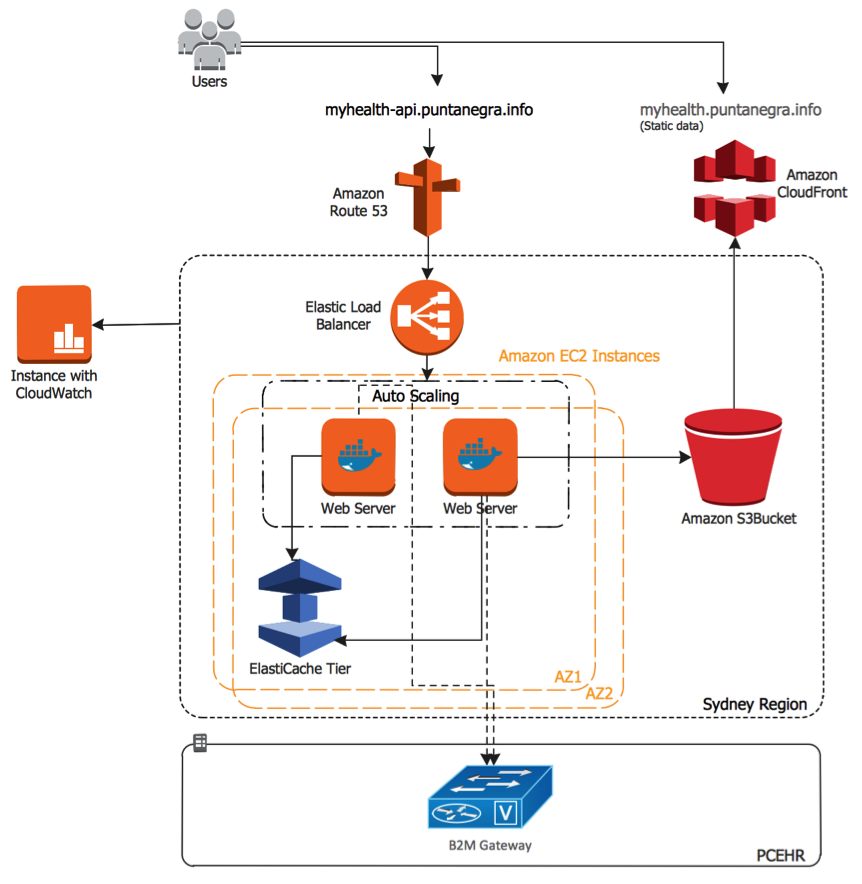 Users
myhealth-api.puntanegra.info
myhealth.puntanegra.info
(Static data)
Amazon
CloudFront
Amazon
Route 53
Elastic Load
Balancer
Instance with
CloudWatch
Amazon EC2 Instances
Auto Scaling
Web Server
Web Server
Amazon S3Bucket
ElastiCache Tier
AZ1
AZ2
Sydney Region
V
B2M Gateway
PCEHR